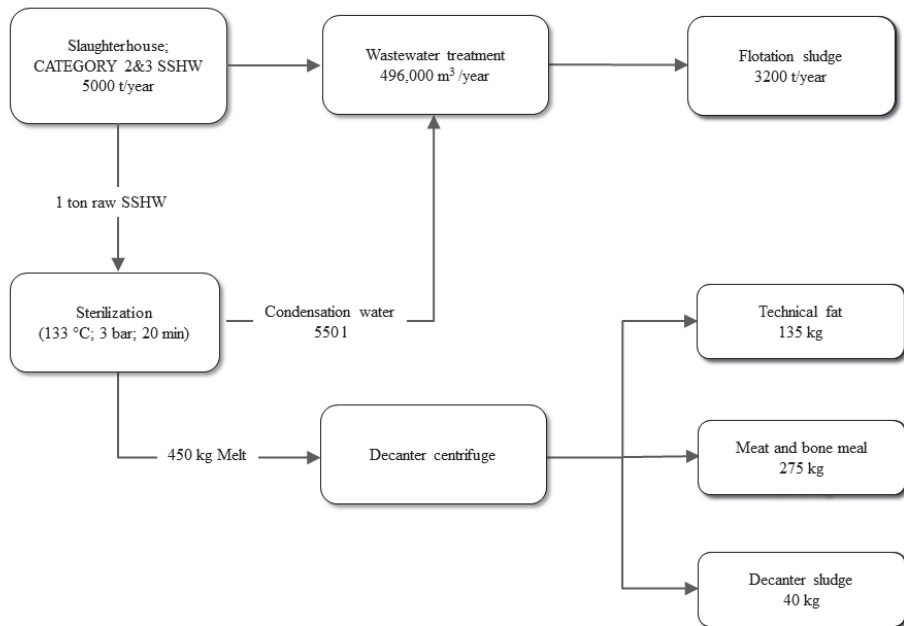 Slaughterhouse;
CATEGORY 2&3 SSHW
5000 t/year
Wastewater treatment
496,000 m³ /year
Flotation sludge
3200 t/year
1 ton raw SSHW
Sterilization
(133 °C; 3 bar; 20 min)
Condensation water
550 l
Technical fat
135 kg
450 kg Melt
Decanter centrifuge
Meat and bone meal
275 kg
Decanter sludge
40 kg